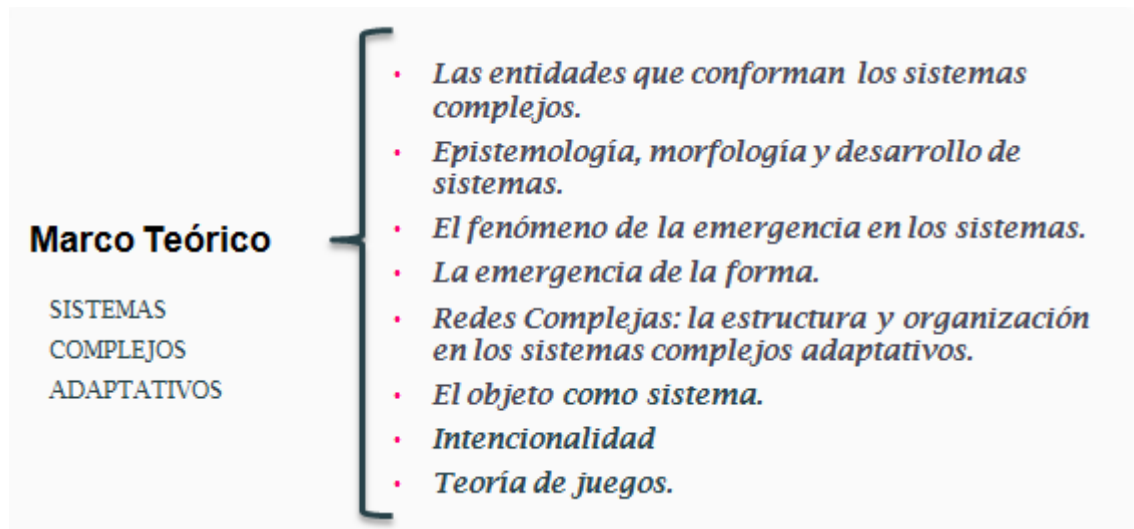 Marco Teórico
SISTEMAS
COMPLEJOS
ADAPTATIVOS
• Las entidades que conforman los sistemas
complejos.
• Epistemología, morfología y desarrollo de
sistemas.
• El fenómeno de la emergencia en los sistemas.
• La emergencia de la forma.
• Redes Complejas: la estructura y organización
en los sistemas complejos adaptativos.
• El objeto como sistema.
• Intencionalidad
• Teoría de juegos.